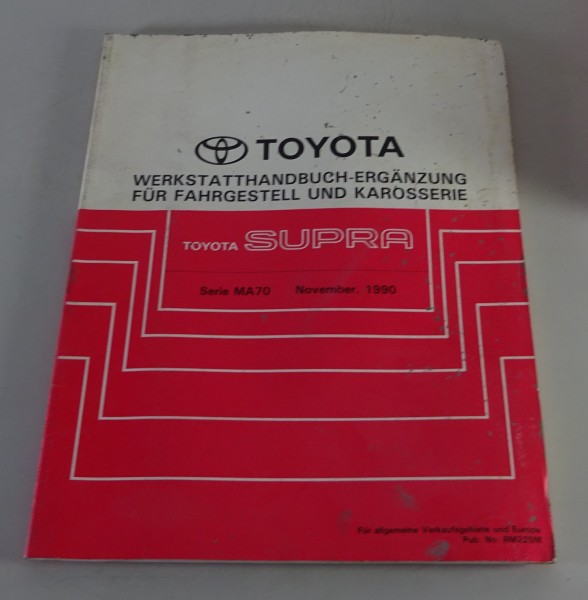 TOYOTA
WERKSTATTHANDBUCH-ERGÄNZUNG
FÜR FAHRGESTELL UND KAROSSERIE
TOYOTA SUPRA
Serie MA70 November, 1990
Für allgemeine Verkaufsgebiete und Europa
Pub. No. RM225M